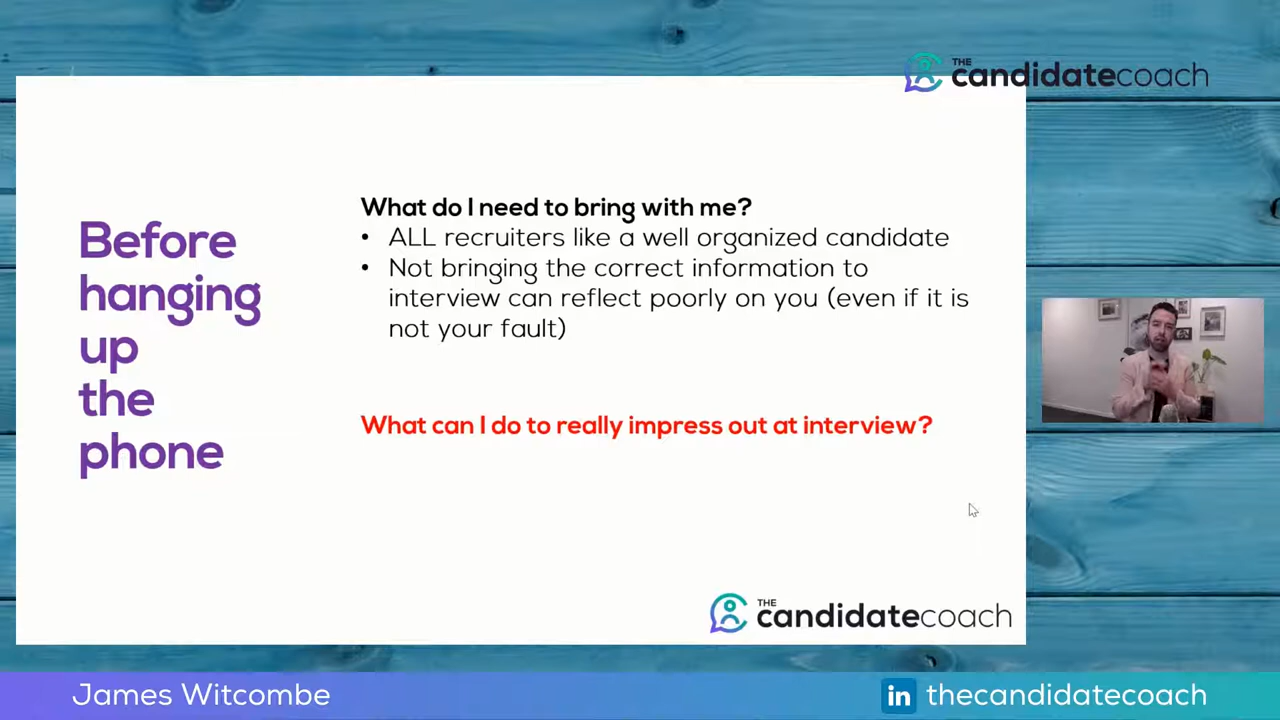 THE
candidatecoach
Before
hanging
up
the
phone
What do I need to bring with me?
• ALL recruiters like a well organized candidate
• Not bringing the correct information to
interview can reflect poorly on you (even if it is
not your fault)
What can I do to really impress out at interview?
THE
candidatecoach
James Witcombe
in thecandidatecoach